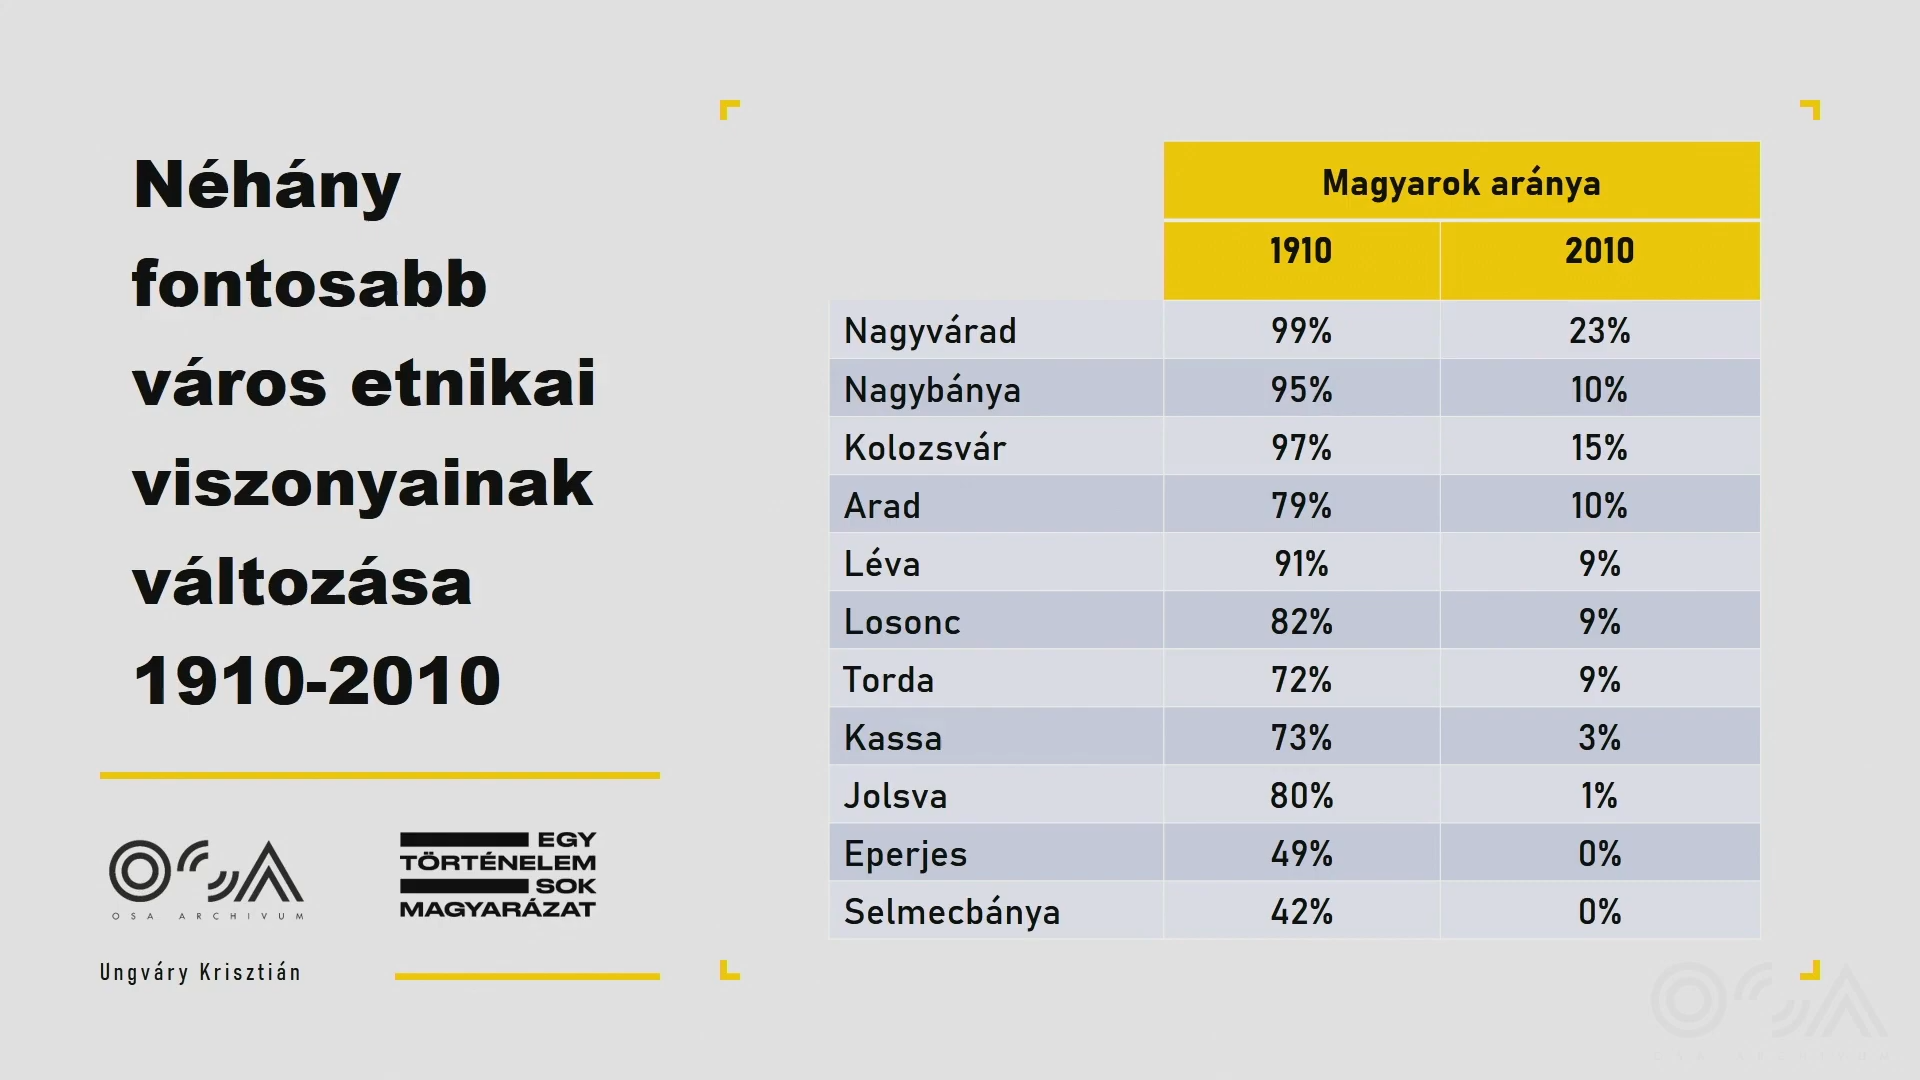 Néhány
fontosabb
város etnikai
viszonyainak
változása
1910-2010
OSA ARCHIVUM
EGY
TÖRTÉNELEM
SOK
MAGYARÁZAT
Ungváry Krisztián
Magyarok aránya
1910 2010
Nagyvárad 99% 23%
Nagybánya 95% 10%
Kolozsvár 97% 15%
Arad 79% 10%
Léva 91% 9%
Losonc 82% 9%
Torda 72% 9%
Kassa 73% 3%
Jolsva 80% 1%
Eperjes 49% 0%
Selmecbánya 42% 0%
OSA ARCHIVUM